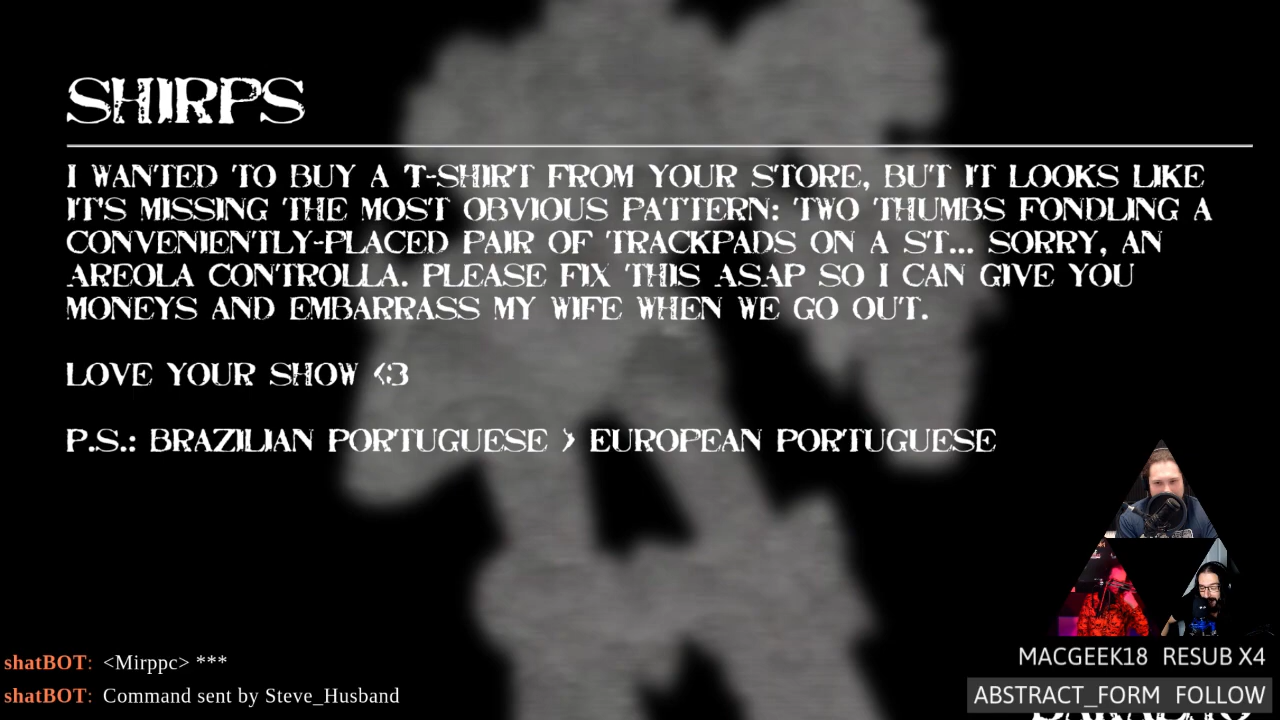 SHIRPS
I WANTED TO BUY A T-SHIRT FROM YOUR STORE, BUT IT LOOKS LIKE
IT'S MISSING THE MOST OBVIOUS PATTERN: TWO THUMBS FONDLING A
CONVENIENTLY-PLACED PAIR OF TRACKPADS ON A ST... SORRY, AN
AREOLA CONTROLLA. PLEASE FIX THIS ASAP SO I CAN GIVE YOU
MONEYS AND EMBARRASS MY WIFE WHEN WE GO OUT.
LOVE YOUR SHOW <3
P.S.: BRAZILIAN PORTUGUESE > EUROPEAN PORTUGUESE
shatBOT: <Mirppc> ***
shatBOT: Command sent by Steve_Husband
MACGEEK18 RESUB X4
ABSTRACT_FORM FOLLOW